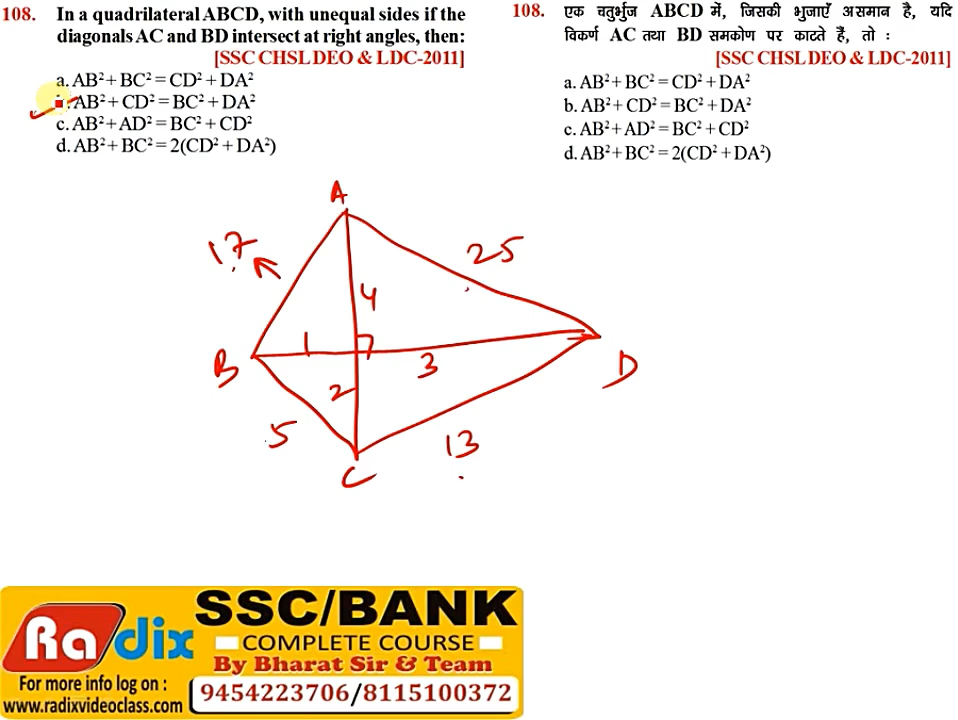 108. In a quadrilateral ABCD, with unequal sides if the
diagonals AC and BD intersect at right angles, then:
[SSC CHSL DEO & LDC-2011]
a. AB² + BC² = CD² + DA²
. AB² + CD² = BC² + DA²
c. AB² + AD² = BC² + CD²
d. AB² + BC² = 2(CD² + DA²)
108. एक चतुर्भुज ABCD में, जिसकी भुजाएँ असमान है, यदि
विकर्ण AC तथा BD समकोण पर काटते हैं, तो :
[SSC CHSL DEO & LDC-2011]
a. AB² + BC² = CD² + DA²
b. AB² + CD² = BC² + DA²
c. AB² + AD² = BC² + CD²
d. AB² + BC² = 2(CD² + DA²)
A
17
25
4
1
B
3
D
2
5
13
C
Radix
SSC/BANK
COMPLETE COURSE
By Bharat Sir & Team
For more info log on :
www.radixvideoclass.com
9454223706/8115100372